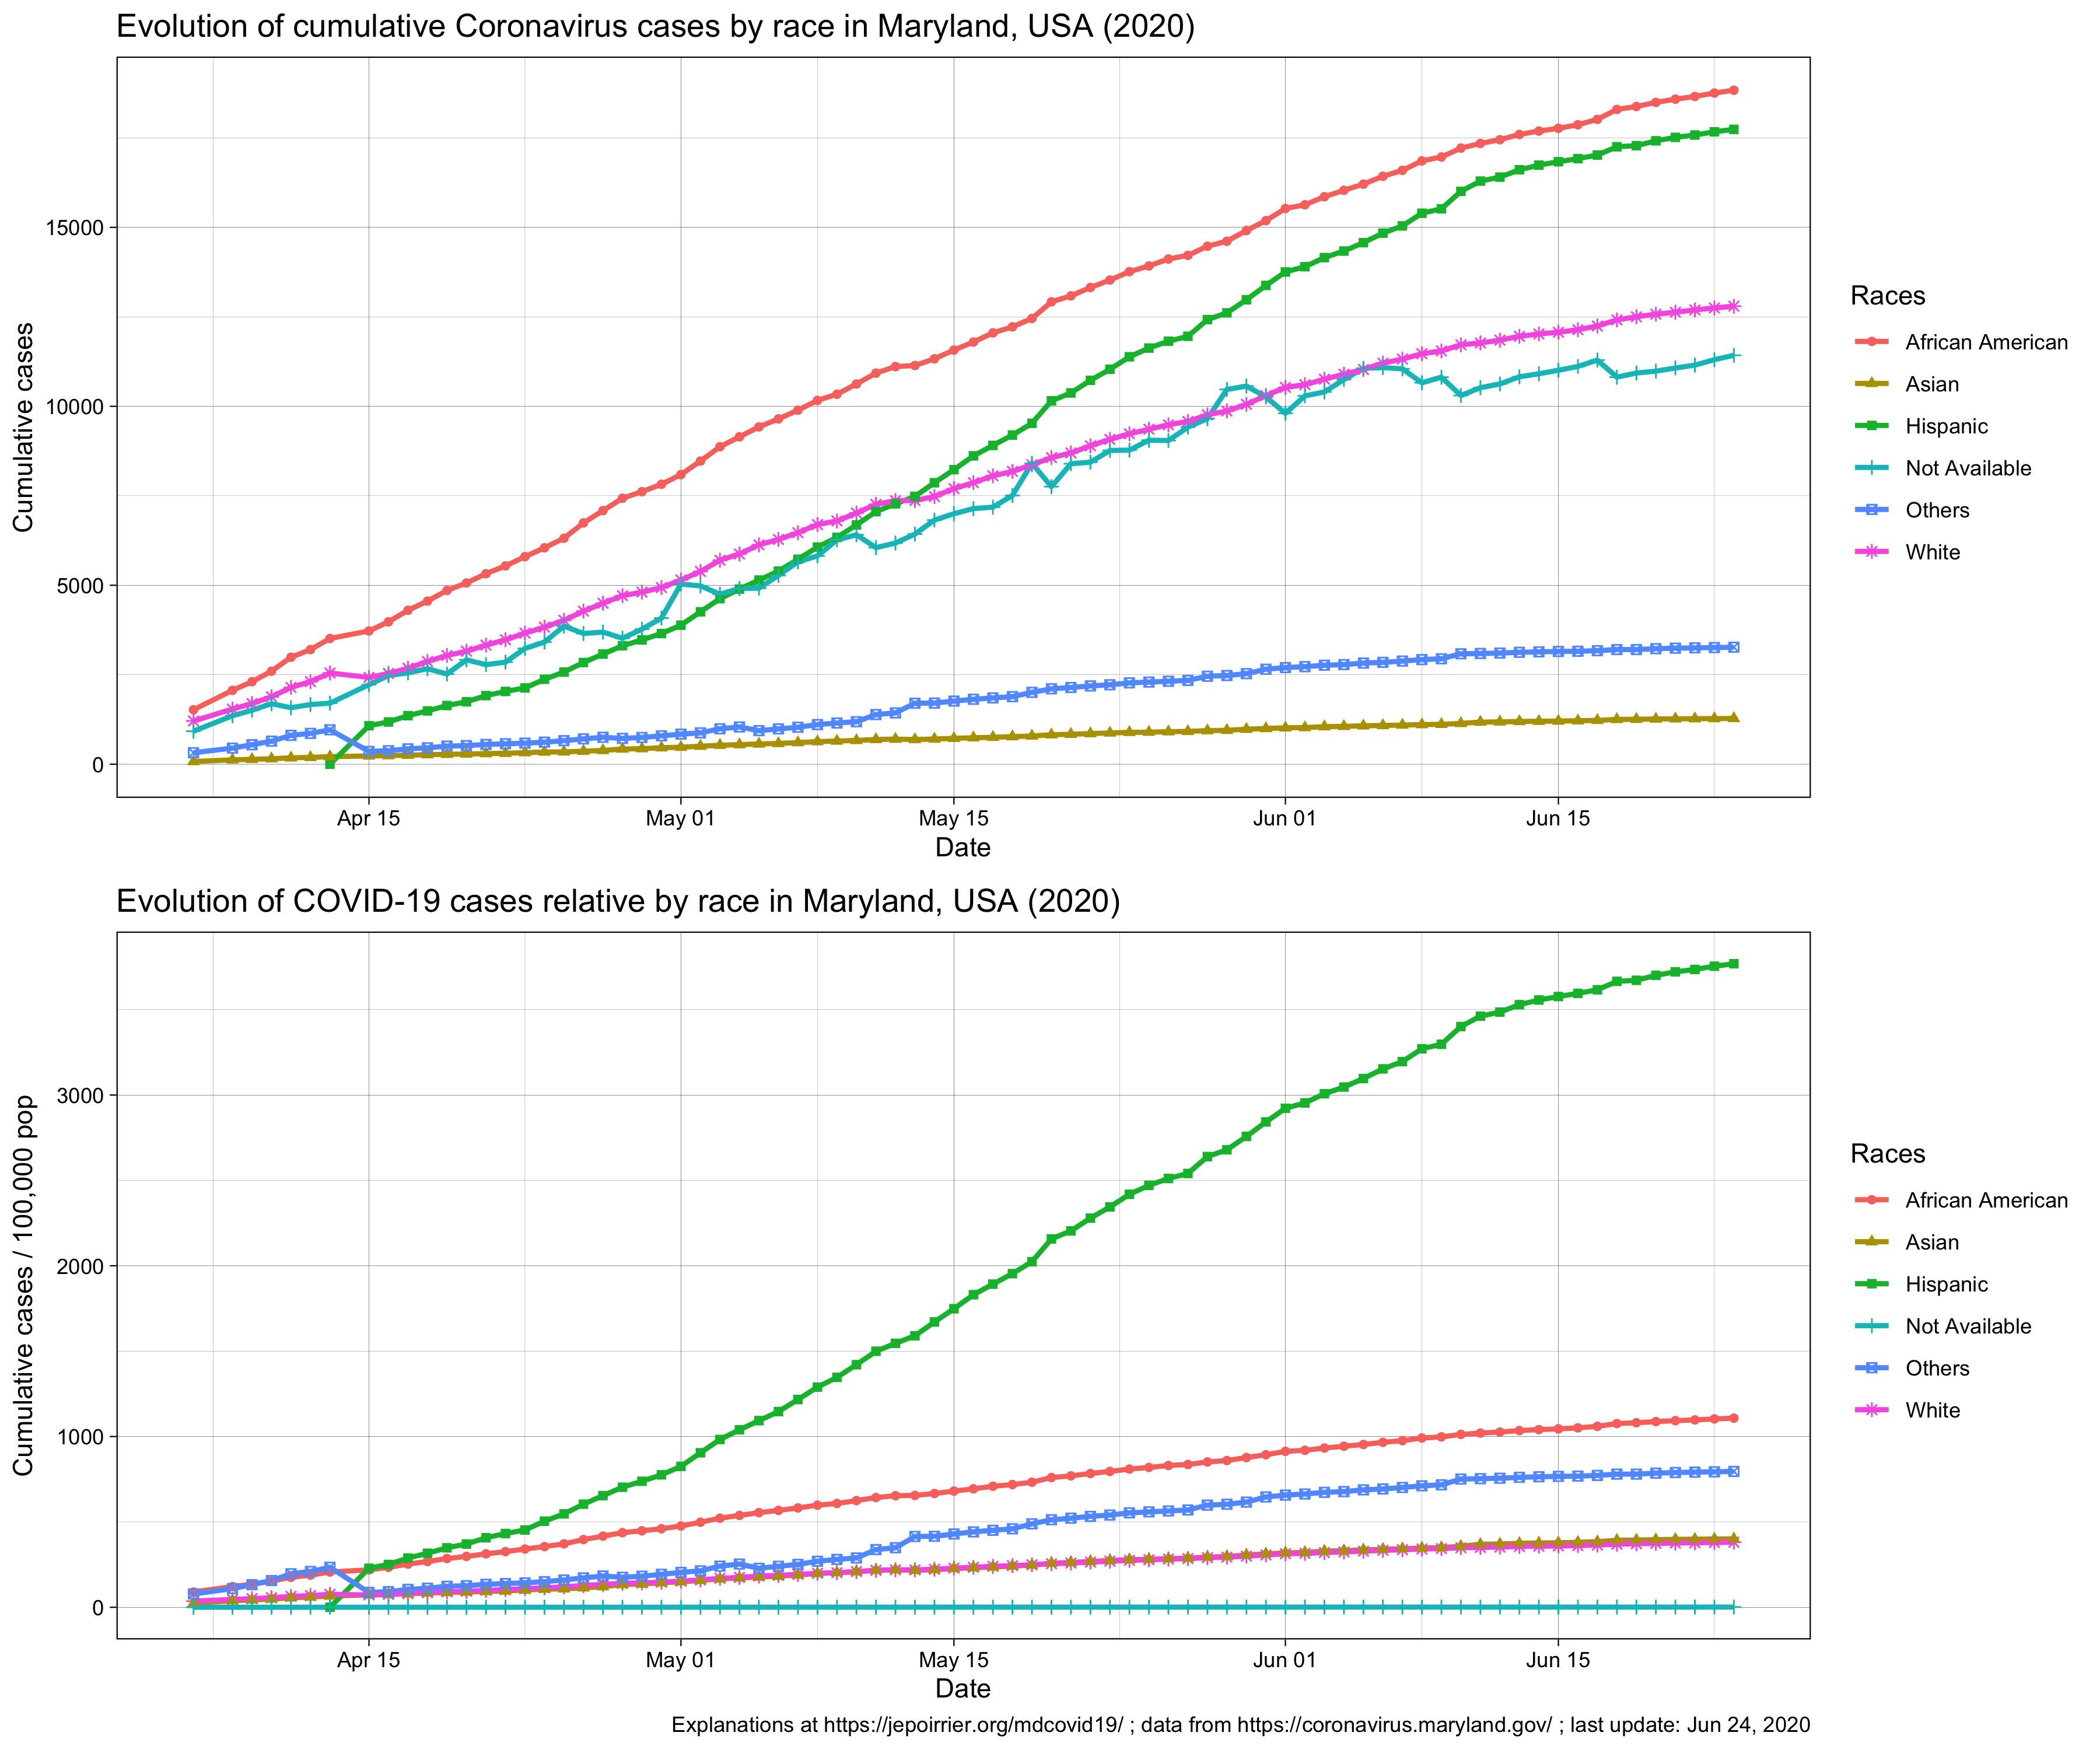 Evolution of cumulative Coronavirus cases by race in Maryland, USA (2020)
Cumulative cases
15000
10000
5000
0
Apr 15
May 01
May 15
Jun 01
Jun 15
Date
Races
African American
Asian
Hispanic
Not Available
Others
White
Evolution of COVID-19 cases relative by race in Maryland, USA (2020)
Cumulative cases / 100,000 pop
3000
2000
1000
0
Apr 15
May 01
May 15
Jun 01
Jun 15
Date
Races
African American
Asian
Hispanic
Not Available
Others
White
Explanations at https://jepoirrier.org/mdcovid19/ ; data from https://coronavirus.maryland.gov/ ; last update: Jun 24, 2020